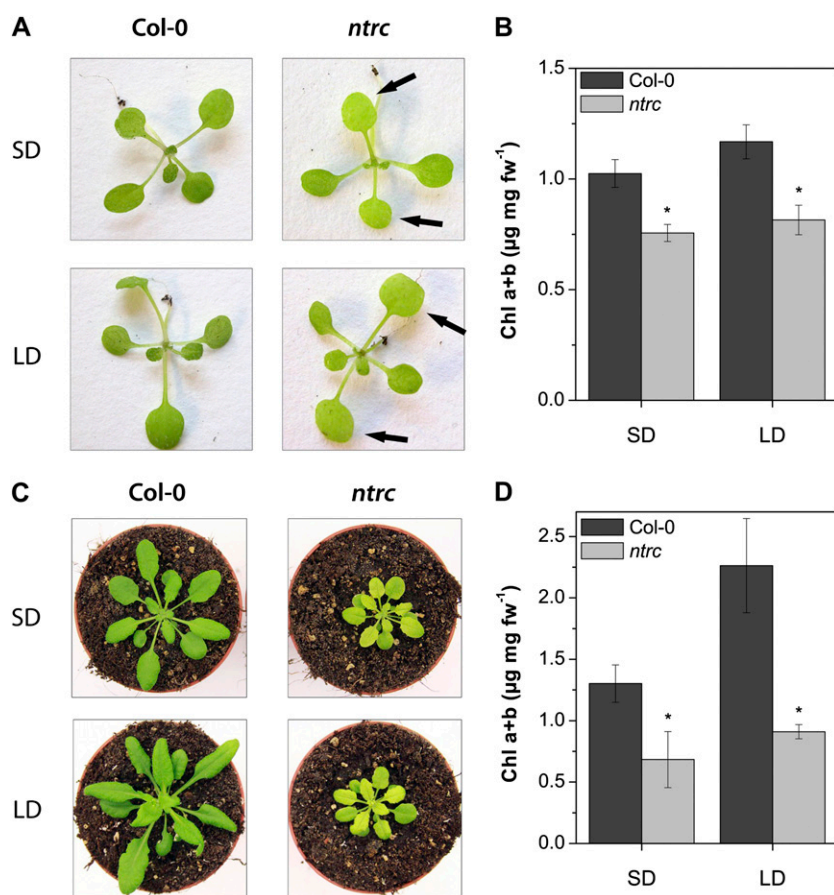 A
Col-0
ntrc
SD
LD
B
Col-0
ntrc
Chl a+b (µg mg fw⁻¹)
1.5
1.0
0.5
0.0
*
*
SD
LD
C
Col-0
ntrc
SD
LD
D
Col-0
ntrc
Chl a+b (µg mg fw⁻¹)
2.5
2.0
1.5
1.0
0.5
0.0
*
*
SD
LD